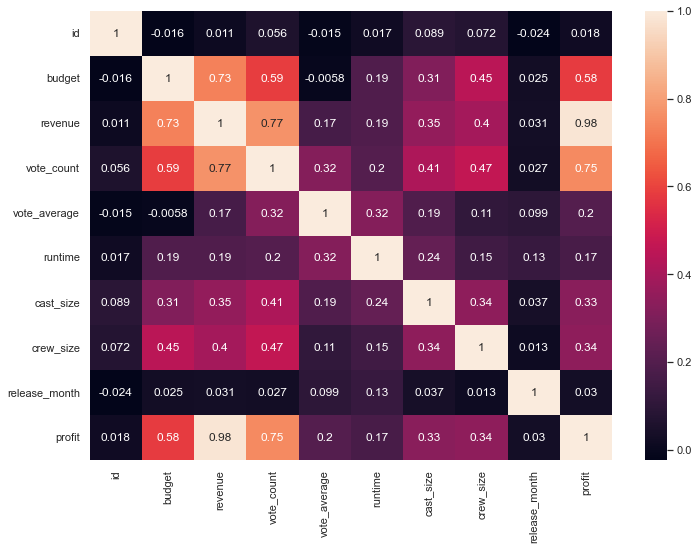 id 1 -0.016 0.011 0.056 -0.015 0.017 0.089 0.072 -0.024 0.018
budget -0.016 1 0.73 0.59 -0.0058 0.19 0.31 0.45 0.025 0.58
revenue 0.011 0.73 1 0.77 0.17 0.19 0.35 0.4 0.031 0.98
vote_count 0.056 0.59 0.77 1 0.32 0.2 0.41 0.47 0.027 0.75
vote_average -0.015 -0.0058 0.17 0.32 1 0.32 0.19 0.11 0.099 0.2
runtime 0.017 0.19 0.19 0.2 0.32 1 0.24 0.15 0.13 0.17
cast_size 0.089 0.31 0.35 0.41 0.19 0.24 1 0.34 0.037 0.33
crew_size 0.072 0.45 0.4 0.47 0.11 0.15 0.34 1 0.013 0.34
release_month -0.024 0.025 0.031 0.027 0.099 0.13 0.037 0.013 1 0.03
profit 0.018 0.58 0.98 0.75 0.2 0.17 0.33 0.34 0.03 1
id budget revenue vote_count vote_average runtime cast_size crew_size release_month profit
1.0
0.8
0.6
0.4
0.2
0.0